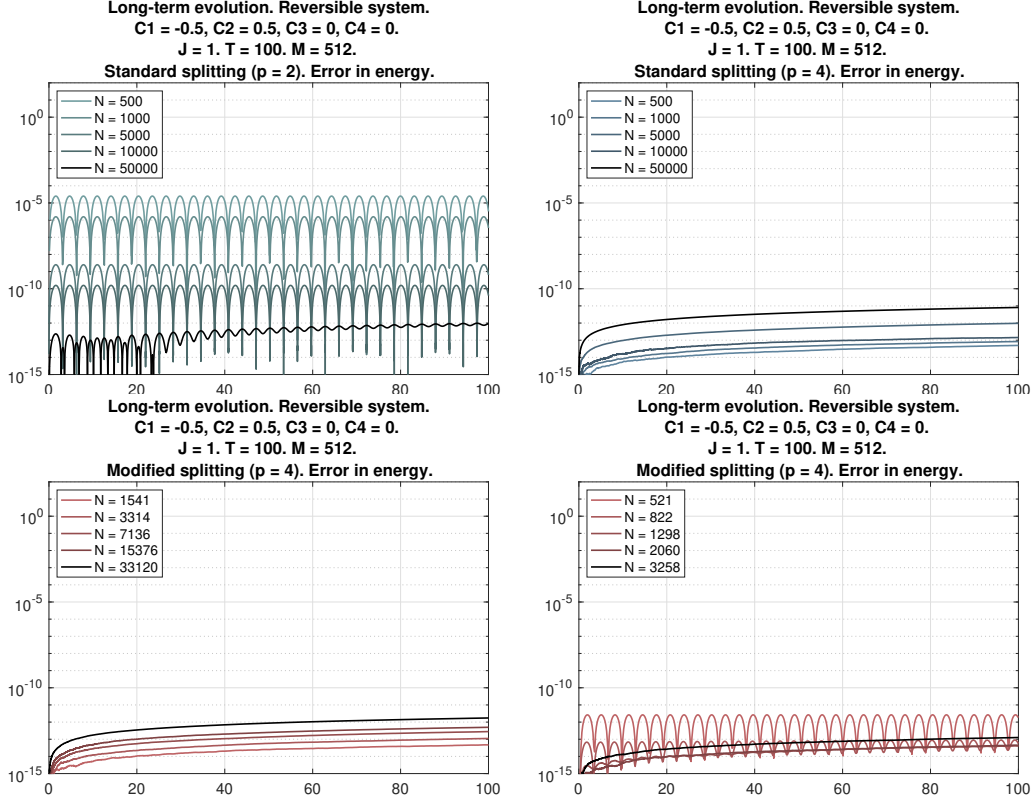 Long-term evolution. Reversible system.
C1 = -0.5, C2 = 0.5, C3 = 0, C4 = 0.
J = 1. T = 100. M = 512.
Standard splitting (p = 2). Error in energy.
N = 500
N = 1000
N = 5000
N = 10000
N = 50000
10^0
10^-5
10^-10
10^-15
0 20 40 60 80 100
Long-term evolution. Reversible system.
C1 = -0.5, C2 = 0.5, C3 = 0, C4 = 0.
J = 1. T = 100. M = 512.
Standard splitting (p = 4). Error in energy.
N = 500
N = 1000
N = 5000
N = 10000
N = 50000
10^0
10^-5
10^-10
10^-15
0 20 40 60 80 100
Long-term evolution. Reversible system.
C1 = -0.5, C2 = 0.5, C3 = 0, C4 = 0.
J = 1. T = 100. M = 512.
Modified splitting (p = 4). Error in energy.
N = 1541
N = 3314
N = 7136
N = 15376
N = 33120
10^0
10^-5
10^-10
10^-15
0 20 40 60 80 100
Long-term evolution. Reversible system.
C1 = -0.5, C2 = 0.5, C3 = 0, C4 = 0.
J = 1. T = 100. M = 512.
Modified splitting (p = 4). Error in energy.
N = 521
N = 822
N = 1298
N = 2060
N = 3258
10^0
10^-5
10^-10
10^-15
0 20 40 60 80 100